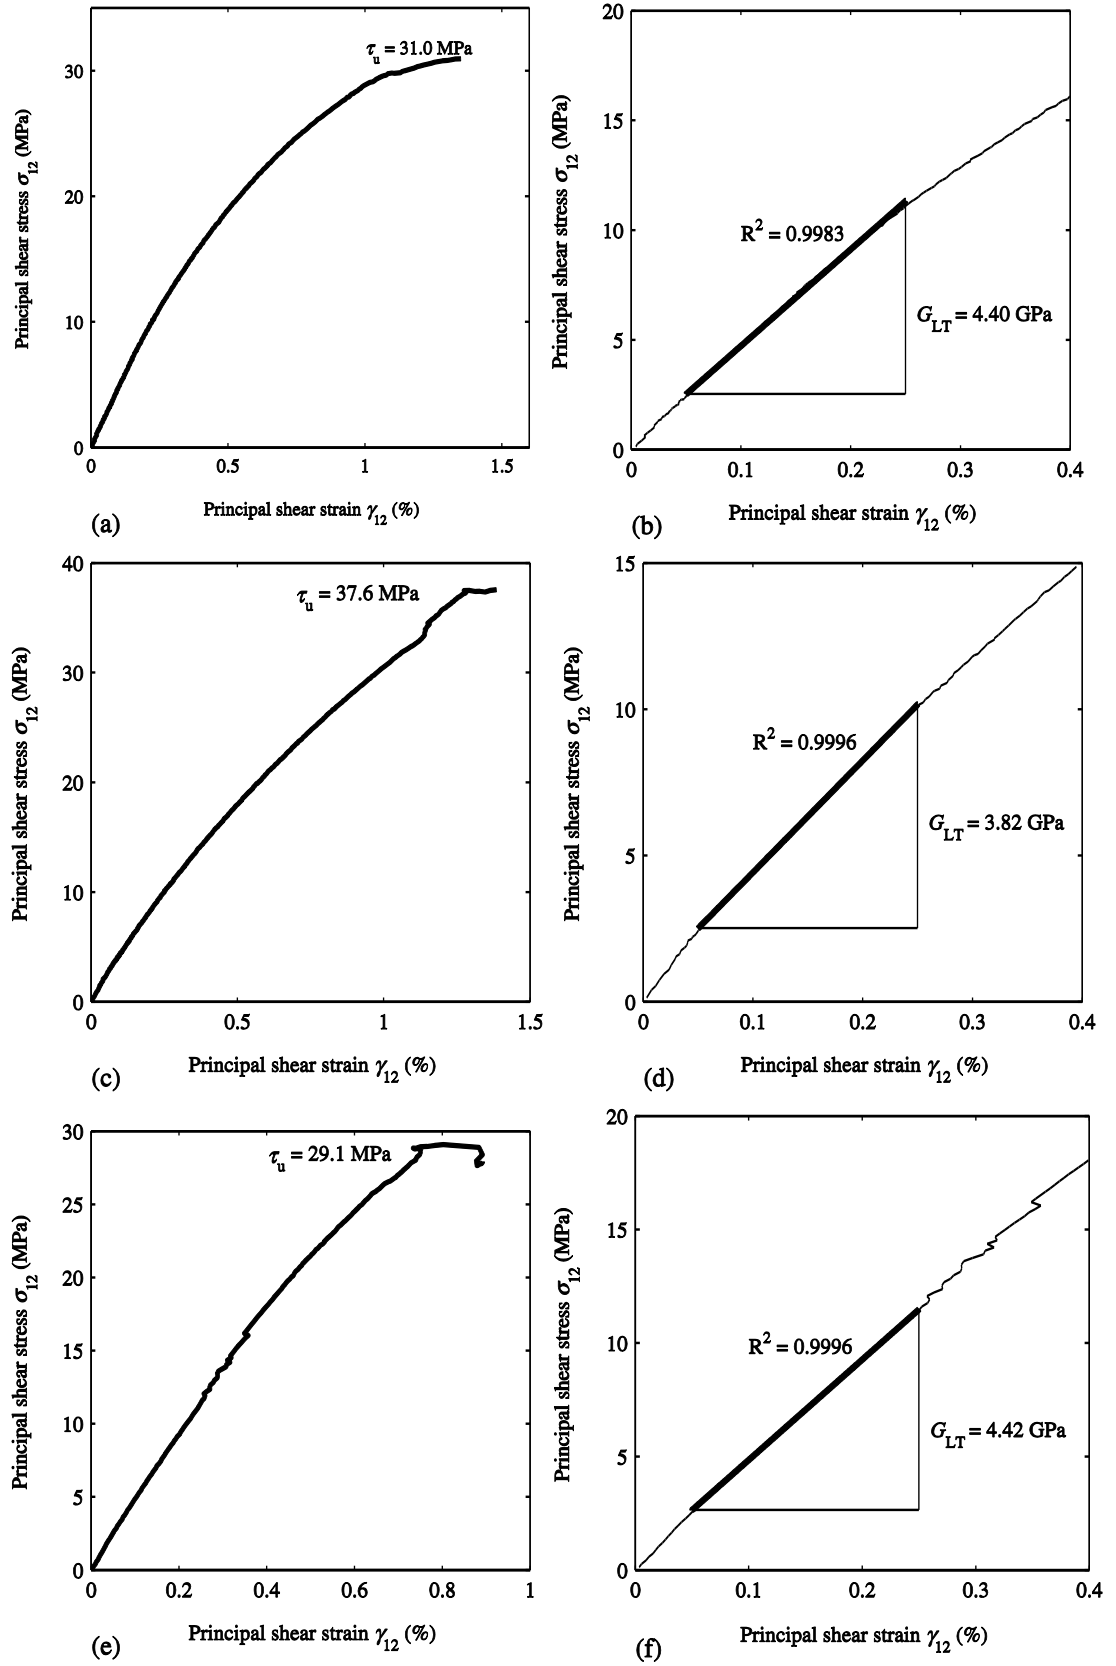 τu = 31.0 MPa
30
20
10
0
0 0.5 1 1.5
Principal shear stress σ12 (MPa)
Principal shear strain γ12 (%)
(a)
20
15
10
5
0
0 0.1 0.2 0.3 0.4
R2 = 0.9983
GLT = 4.40 GPa
Principal shear stress σ12 (MPa)
Principal shear strain γ12 (%)
(b)
40
30
20
10
0
0 0.5 1 1.5
τu = 37.6 MPa
Principal shear stress σ12 (MPa)
Principal shear strain γ12 (%)
(c)
15
10
5
0
0 0.1 0.2 0.3 0.4
R2 = 0.9996
GLT = 3.82 GPa
Principal shear stress σ12 (MPa)
Principal shear strain γ12 (%)
(d)
30
25
20
15
10
5
0
0 0.2 0.4 0.6 0.8 1
τu = 29.1 MPa
Principal shear stress σ12 (MPa)
Principal shear strain γ12 (%)
(e)
20
15
10
5
0
0 0.1 0.2 0.3 0.4
R2 = 0.9996
GLT = 4.42 GPa
Principal shear stress σ12 (MPa)
Principal shear strain γ12 (%)
(f)